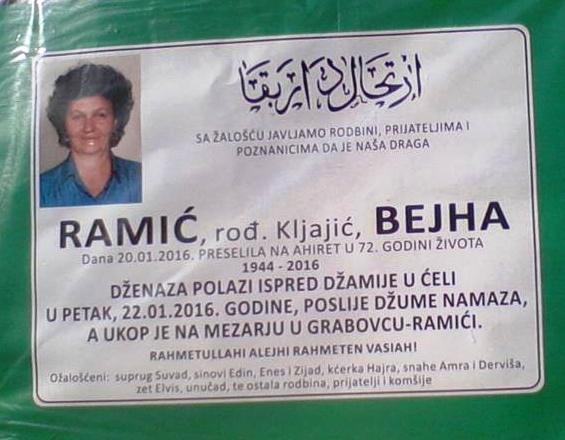 ارتحال دار بقا
SA ŽALOŠĆU JAVLJAMO RODBINI, PRIJATELJIMA I
POZNANICIMA DA JE NAŠA DRAGA
RAMIĆ, rođ. Kljajić, BEJHA
Dana 20.01.2016. PRESELILA NA AHIRET U 72. GODINI ŽIVOTA
1944 - 2016
DŽENAZA POLAZI ISPRED DŽAMIJE U ĆELI
U PETAK, 22.01.2016. GODINE, POSLIJE DŽUME NAMAZA,
A UKOP JE NA MEZARJU U GRABOVCU-RAMIĆI.
RAHMETULLAHI ALEJHI RAHMETEN VASIAH!
Ožalošćeni: suprug Suvad, sinovi Edin, Enes i Zijad, kćerka Hajra, snahe Amra i Derviša,
zet Elvis, unučad, te ostala rodbina, prijatelji i komšije